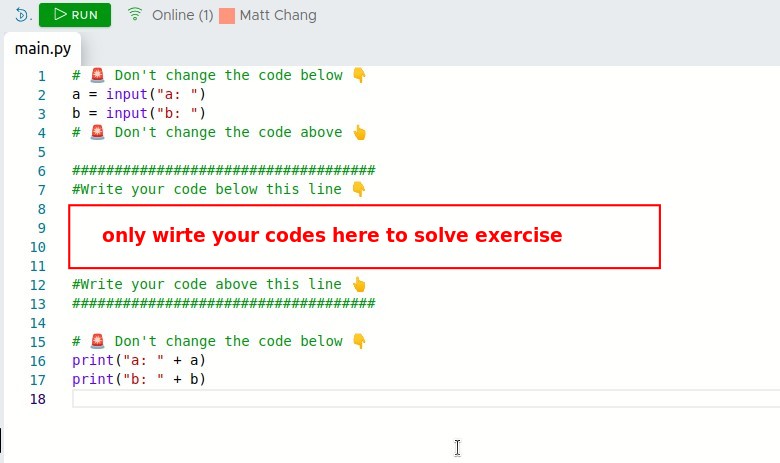 RUN Online (1) Matt Chang
main.py
1 # 🚨 Don't change the code below 👇
2 a = input("a: ")
3 b = input("b: ")
4 # 🚨 Don't change the code above 👆
5
6 ####################################
7 #Write your code below this line 👇
8
9 only wirte your codes here to solve exercise
10
11
12 #Write your code above this line 👆
13 ####################################
14
15 # 🚨 Don't change the code below 👇
16 print("a: " + a)
17 print("b: " + b)
18